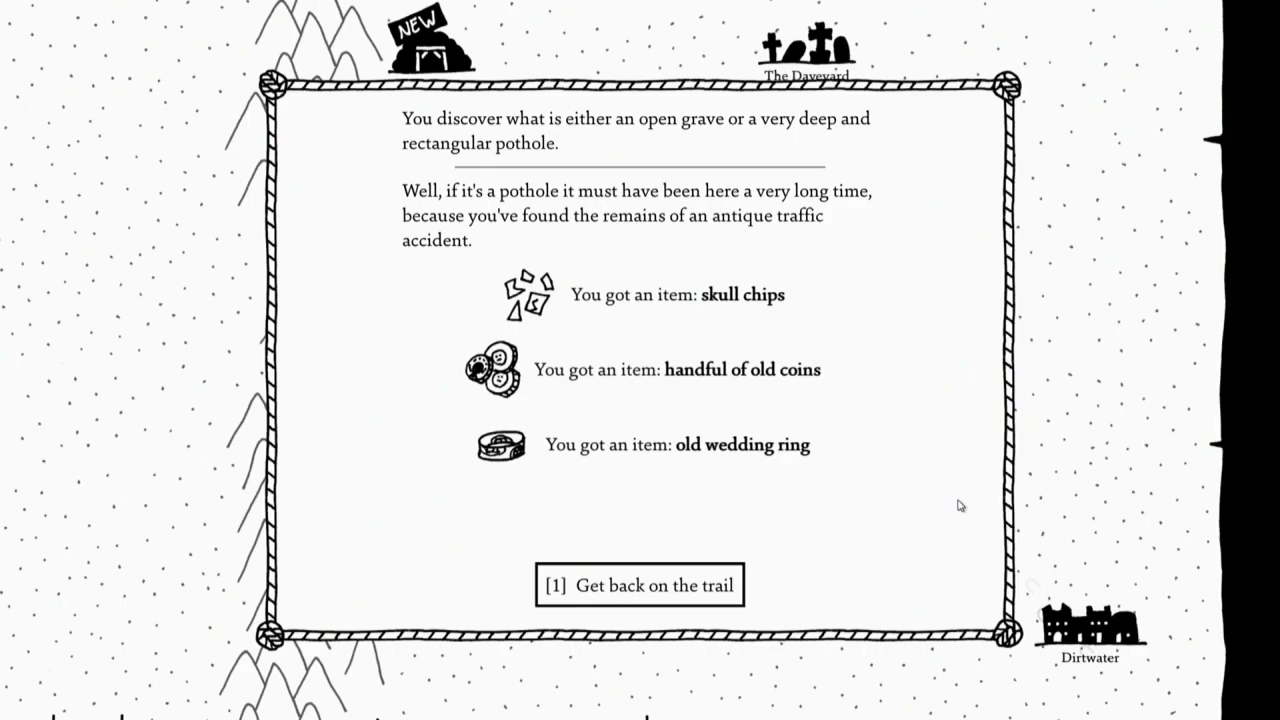 NEW
The Daveyard
You discover what is either an open grave or a very deep and
rectangular pothole.
Well, if it's a pothole it must have been here a very long time,
because you've found the remains of an antique traffic
accident.
You got an item: skull chips
You got an item: handful of old coins
You got an item: old wedding ring
[1] Get back on the trail
Dirtwater